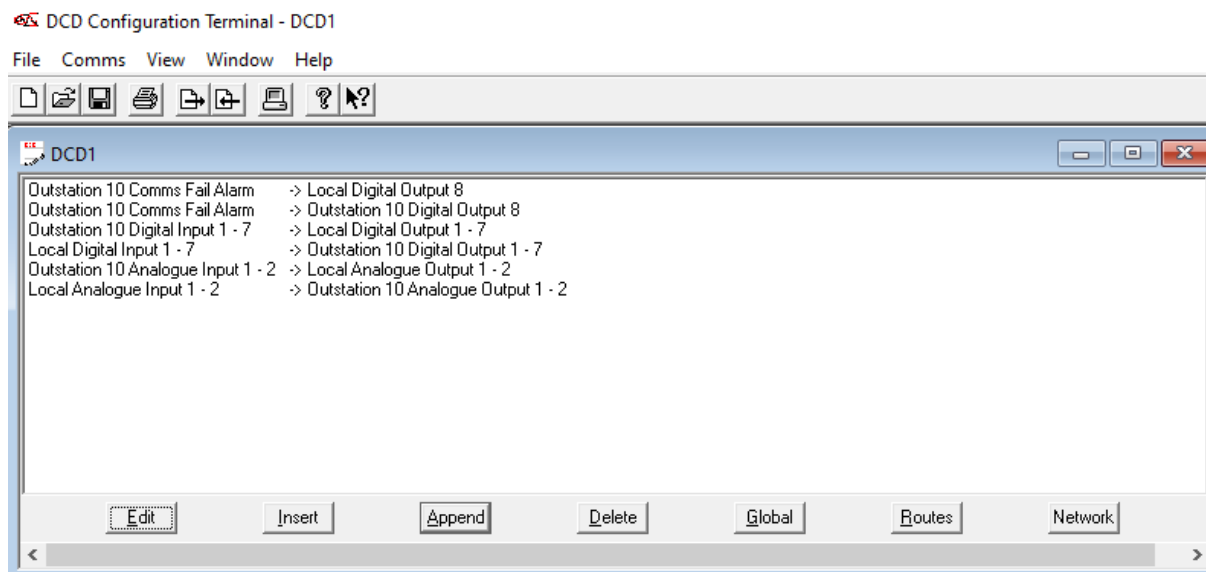 DCD Configuration Terminal - DCD1
File Comms View Window Help
DCD1
Outstation 10 Comms Fail Alarm -> Local Digital Output 8
Outstation 10 Comms Fail Alarm -> Outstation 10 Digital Output 8
Outstation 10 Digital Input 1 - 7 -> Local Digital Output 1 - 7
Local Digital Input 1 - 7 -> Outstation 10 Digital Output 1 - 7
Outstation 10 Analogue Input 1 - 2 -> Local Analogue Output 1 - 2
Local Analogue Input 1 - 2 -> Outstation 10 Analogue Output 1 - 2
Edit Insert Append Delete Global Routes Network